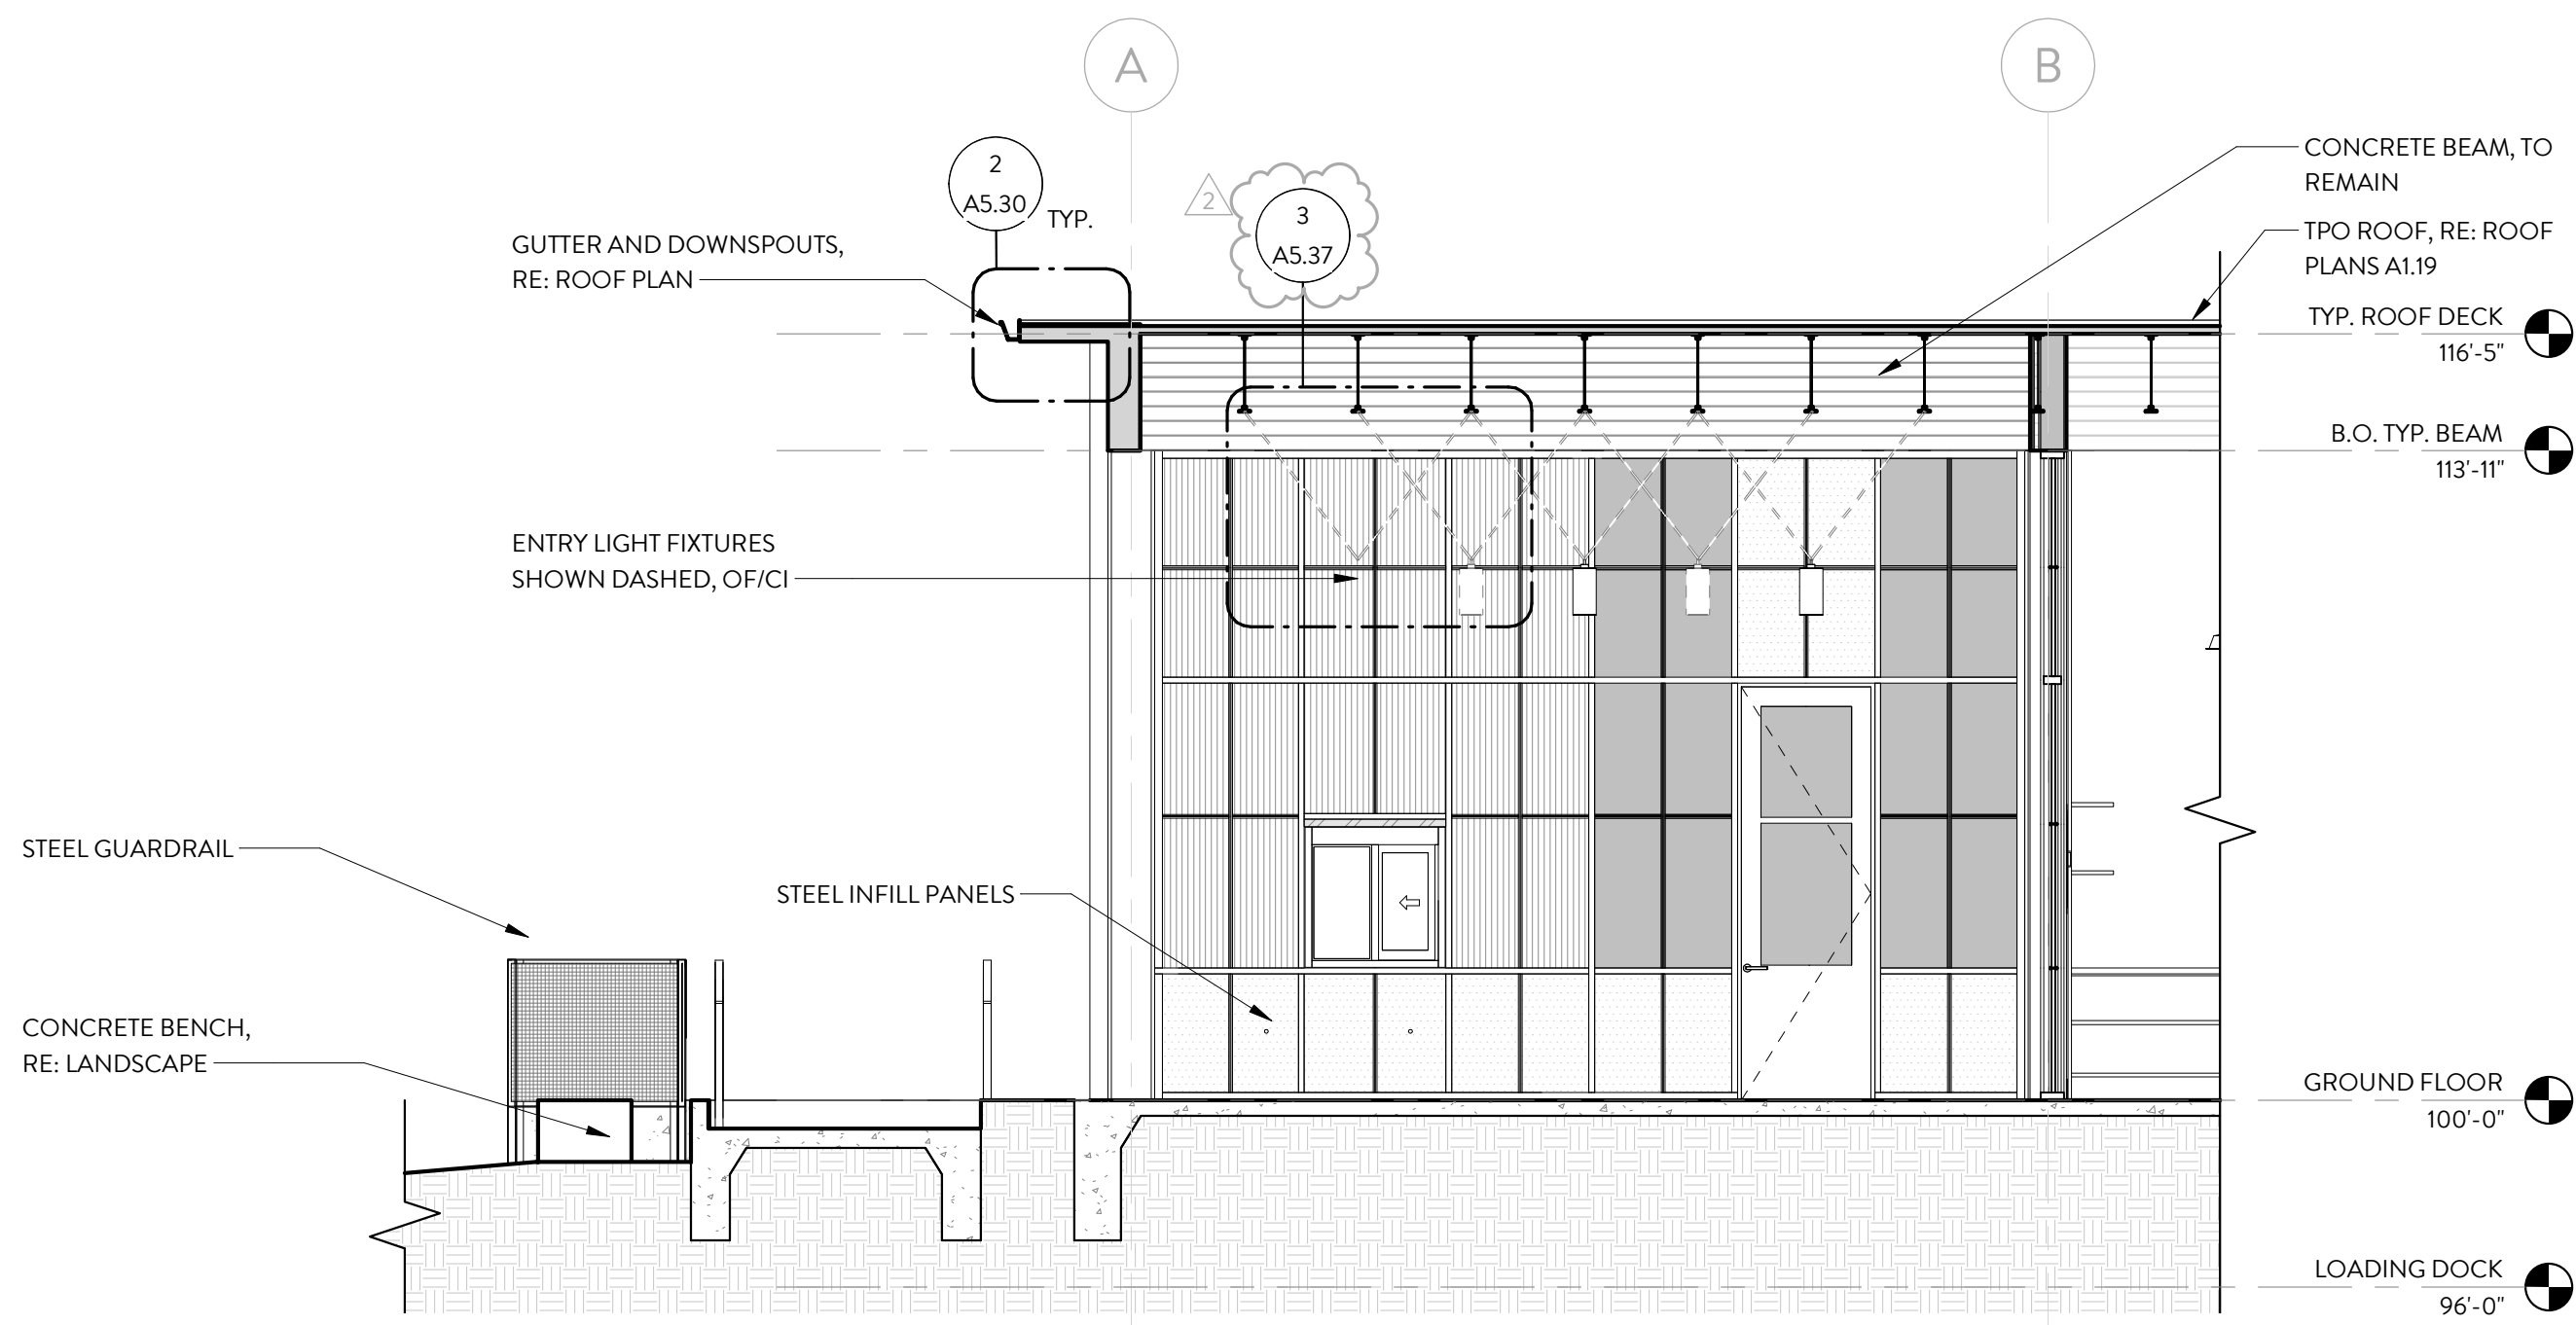 A
B
2
A5.30
TYP.
2
3
A5.37
CONCRETE BEAM, TO
REMAIN
TPO ROOF, RE: ROOF
PLANS A1.19
GUTTER AND DOWNSPOUTS,
RE: ROOF PLAN
TYP. ROOF DECK
116'-5"
B.O. TYP. BEAM
113'-11"
ENTRY LIGHT FIXTURES
SHOWN DASHED, OF/CI
STEEL GUARDRAIL
STEEL INFILL PANELS
CONCRETE BENCH,
RE: LANDSCAPE
GROUND FLOOR
100'-0"
LOADING DOCK
96'-0"